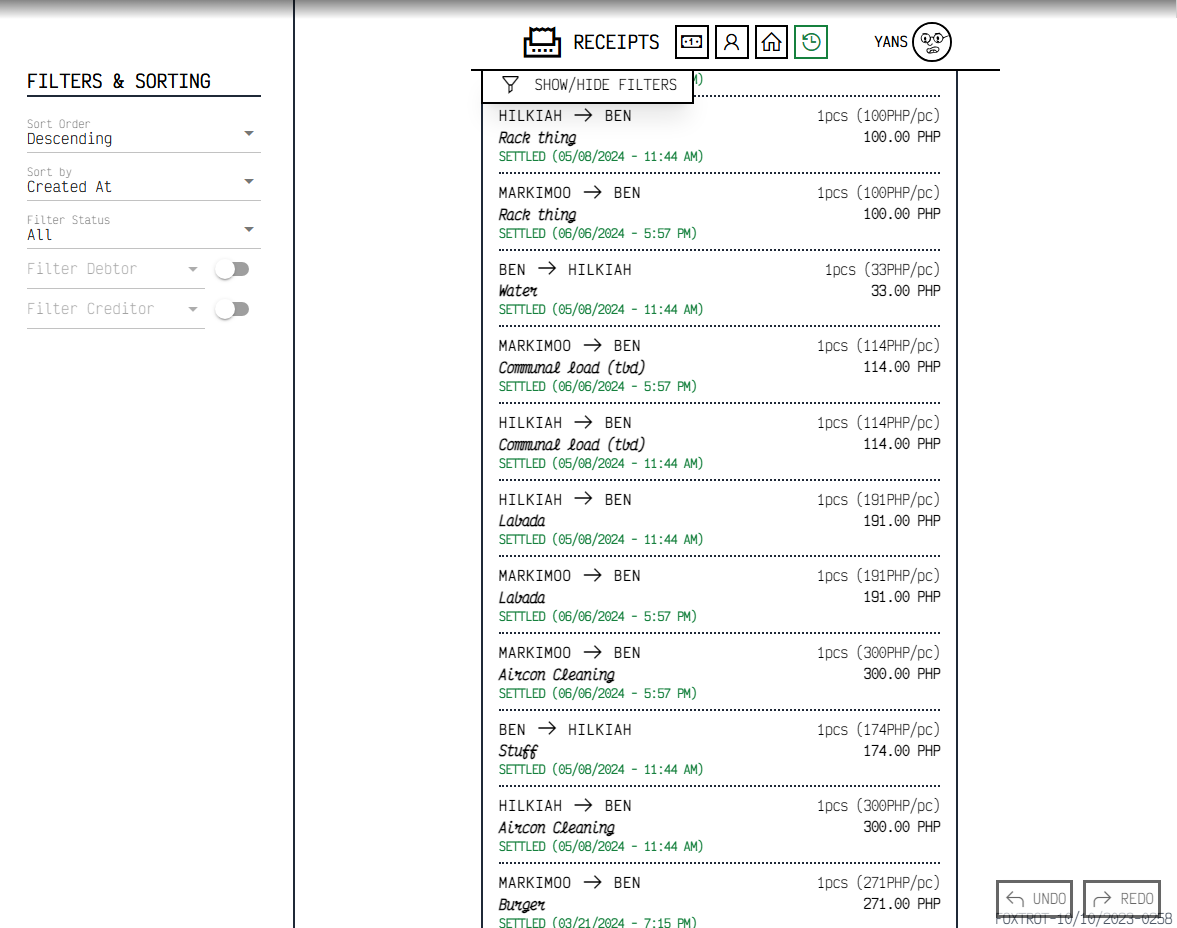 RECEIPTS
YANS
FILTERS & SORTING
Sort Order
Descending
Sort by
Created At
Filter Status
All
Filter Debtor
Filter Creditor
SHOW/HIDE FILTERS
HILKIAH → BEN 1pcs (100PHP/pc)
Rack thing 100.00 PHP
SETTLED (05/08/2024 - 11:44 AM)
MARKIMOO → BEN 1pcs (100PHP/pc)
Rack thing 100.00 PHP
SETTLED (06/06/2024 - 5:57 PM)
BEN → HILKIAH 1pcs (33PHP/pc)
Water 33.00 PHP
SETTLED (05/08/2024 - 11:44 AM)
MARKIMOO → BEN 1pcs (114PHP/pc)
Communal load (tbd) 114.00 PHP
SETTLED (06/06/2024 - 5:57 PM)
HILKIAH → BEN 1pcs (114PHP/pc)
Communal load (tbd) 114.00 PHP
SETTLED (05/08/2024 - 11:44 AM)
HILKIAH → BEN 1pcs (191PHP/pc)
Labada 191.00 PHP
SETTLED (05/08/2024 - 11:44 AM)
MARKIMOO → BEN 1pcs (191PHP/pc)
Labada 191.00 PHP
SETTLED (06/06/2024 - 5:57 PM)
MARKIMOO → BEN 1pcs (300PHP/pc)
Aircon Cleaning 300.00 PHP
SETTLED (06/06/2024 - 5:57 PM)
BEN → HILKIAH 1pcs (174PHP/pc)
Stuff 174.00 PHP
SETTLED (05/08/2024 - 11:44 AM)
HILKIAH → BEN 1pcs (300PHP/pc)
Aircon Cleaning 300.00 PHP
SETTLED (05/08/2024 - 11:44 AM)
MARKIMOO → BEN 1pcs (271PHP/pc)
Burger 271.00 PHP
SETTLED (03/21/2024 - 7:15 PM)
UNDO REDO
FOXTROT-10/10/2023-0258